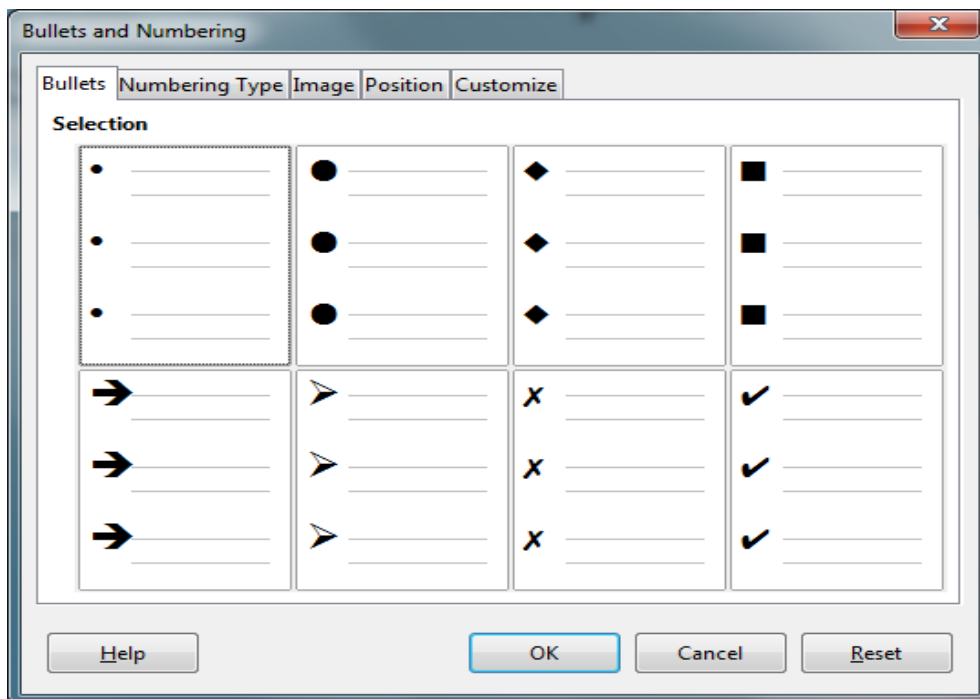 Bullets and Numbering
Bullets Numbering Type Image Position Customize
Selection
Help OK Cancel Reset